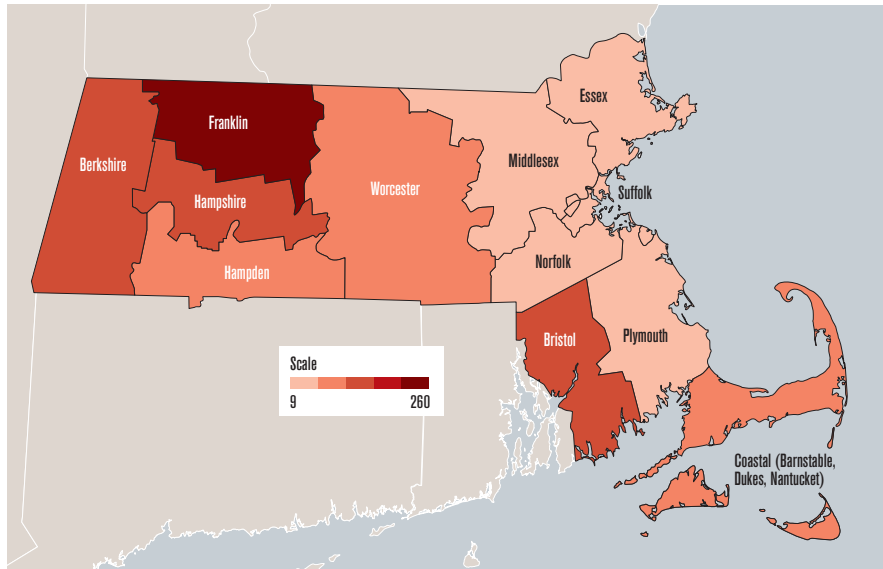 Essex
Franklin
Middlesex
Berkshire
Worcester
Suffolk
Hampshire
Norfolk
Hampden
Bristol
Plymouth
Scale
9 260
Coastal (Barnstable,
Dukes, Nantucket)